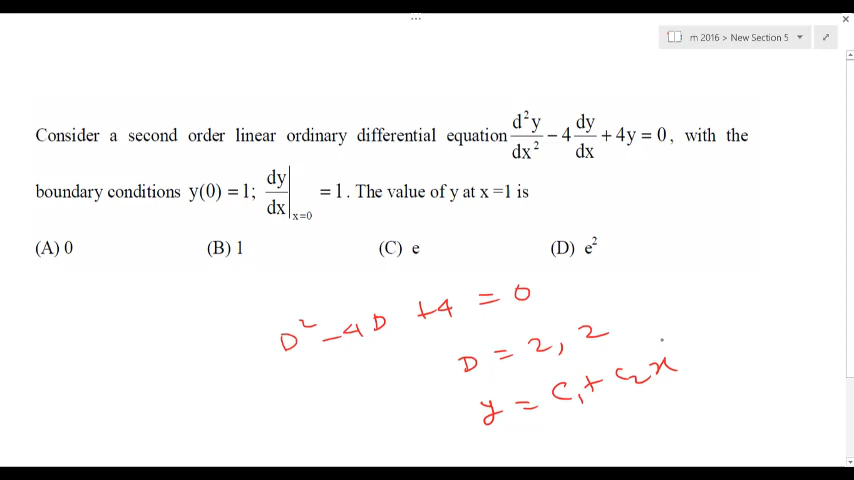 m 2016 > New Section 5
Consider a second order linear ordinary differential equation d²y/dx² − 4 dy/dx + 4y = 0, with the
boundary conditions y(0) = 1; dy/dx|x=0 = 1. The value of y at x =1 is
(A) 0 (B) 1 (C) e (D) e²
D² − 4D + 4 = 0
D = 2, 2
y = C₁ + C₂x